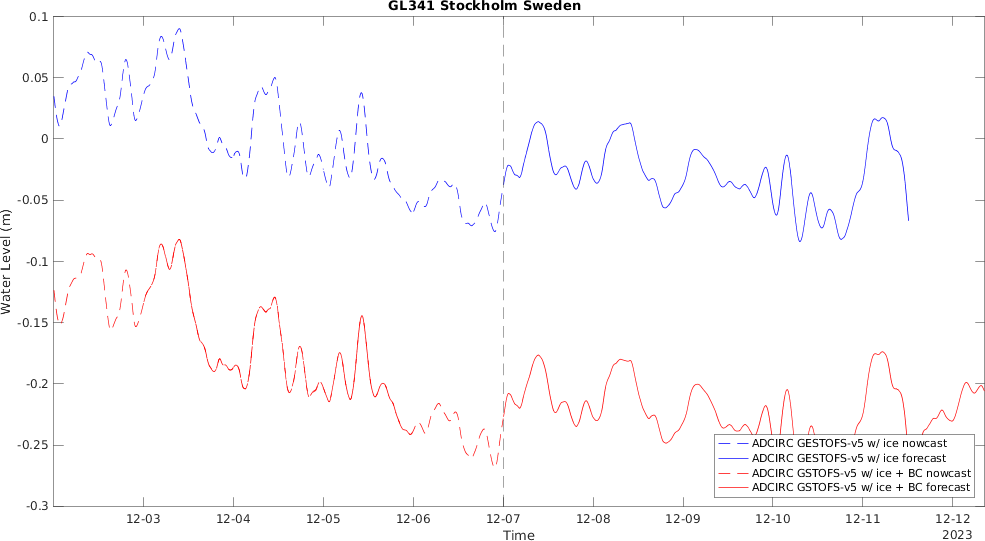 GL341 Stockholm Sweden
0.1
0.05
0
-0.05
-0.1
-0.15
-0.2
-0.25
-0.3
Water Level (m)
ADCIRC GESTOFS-v5 w/ ice nowcast
ADCIRC GESTOFS-v5 w/ ice forecast
ADCIRC GSTOFS-v5 w/ ice + BC nowcast
ADCIRC GSTOFS-v5 w/ ice + BC forecast
12-03 12-04 12-05 12-06 12-07 12-08 12-09 12-10 12-11 12-12
Time 2023